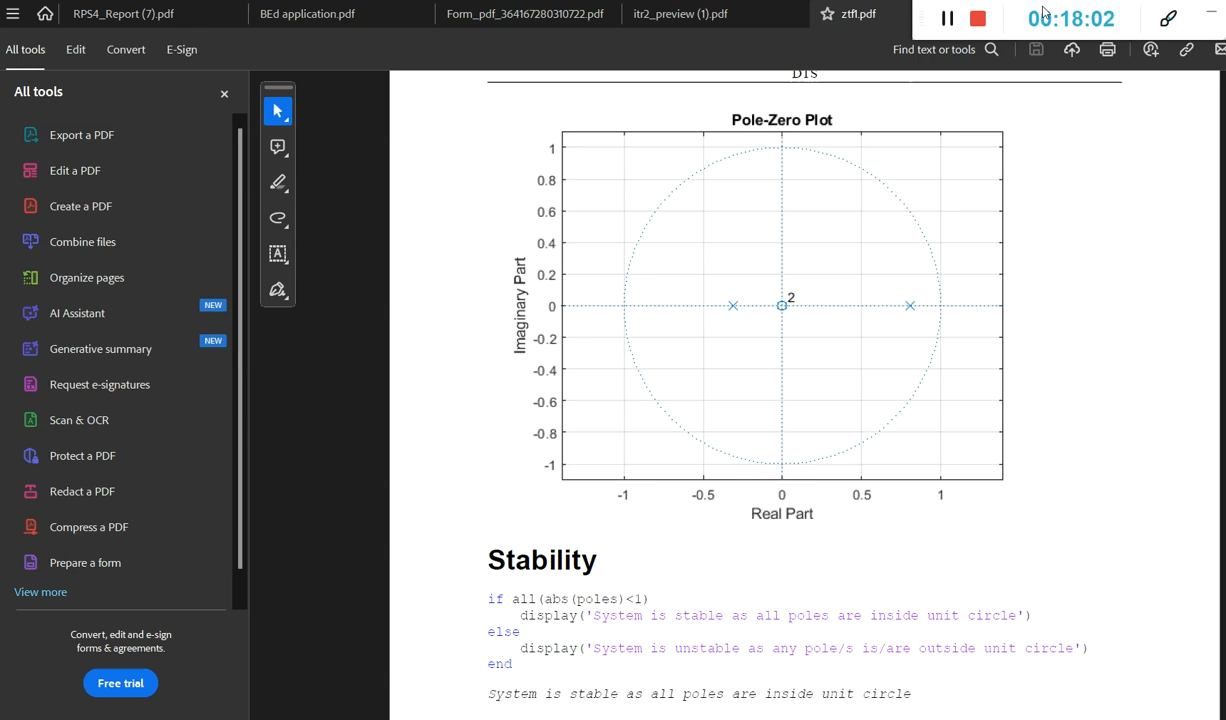 RPS4_Report (7).pdf
BEd application.pdf
Form_pdf_364167280310722.pdf
itr2_preview (1).pdf
ztfl.pdf
00:18:02
All tools
Edit
Convert
E-Sign
Find text or tools
All tools
Export a PDF
Edit a PDF
Create a PDF
Combine files
Organize pages
AI Assistant
NEW
Generative summary
NEW
Request e-signatures
Scan & OCR
Protect a PDF
Redact a PDF
Compress a PDF
Prepare a form
View more
Convert, edit and e-sign
forms & agreements.
Free trial
DTS
Pole-Zero Plot
1
0.8
0.6
0.4
0.2
0
-0.2
-0.4
-0.6
-0.8
-1
Imaginary Part
2
-1
-0.5
0
0.5
1
Real Part
Stability
if all(abs(poles)<1)
display('System is stable as all poles are inside unit circle')
else
display('System is unstable as any pole/s is/are outside unit circle')
end
System is stable as all poles are inside unit circle